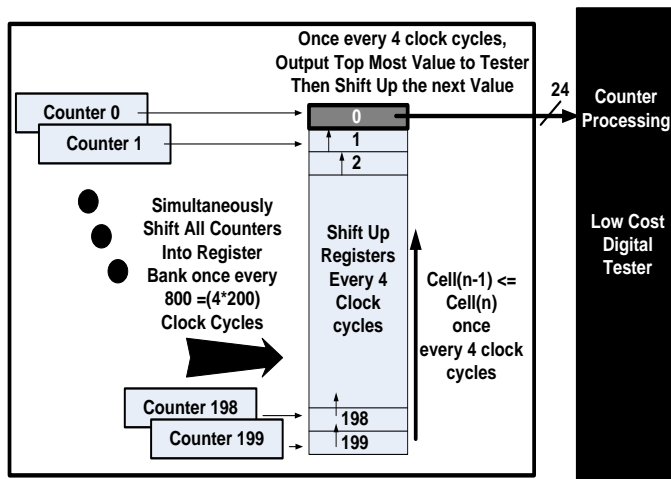 Once every 4 clock cycles,
Output Top Most Value to Tester
Then Shift Up the next Value
24
Counter 0
Counter 1
0
1
2
Counter
Processing
Simultaneously
Shift All Counters
Into Register
Bank once every
800 =(4*200)
Clock Cycles
Shift Up
Registers
Every 4
Clock
cycles
Cell(n-1) <=
Cell(n)
once
every 4 clock
cycles
Low Cost
Digital
Tester
Counter 198
Counter 199
198
199